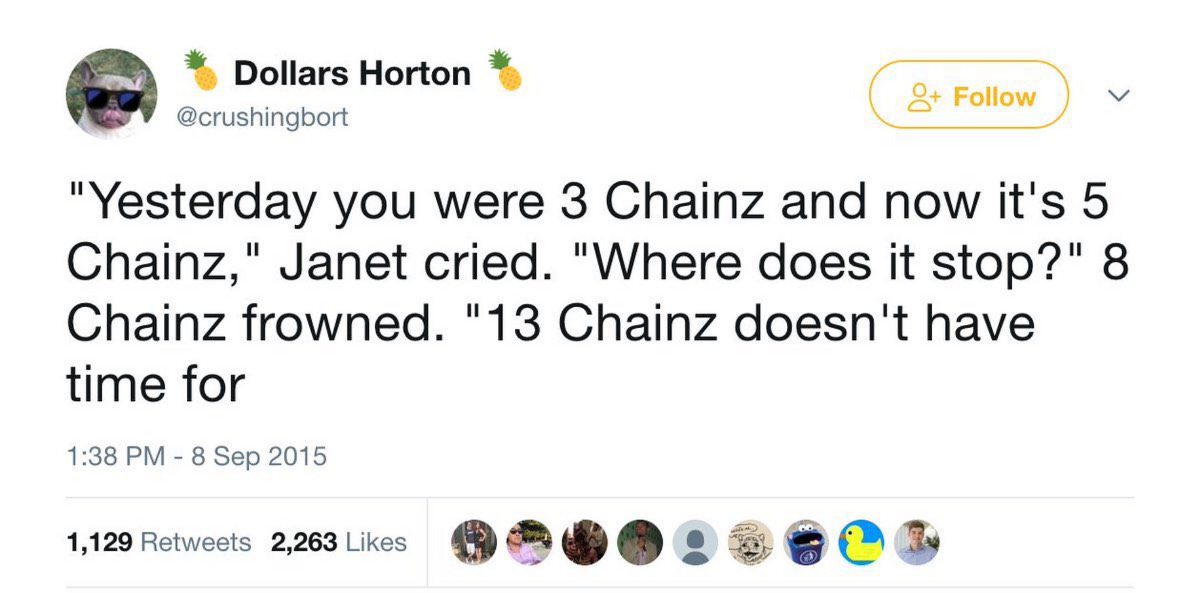 🍍 Dollars Horton 🍍
@crushingbort
Follow
"Yesterday you were 3 Chainz and now it's 5
Chainz," Janet cried. "Where does it stop?" 8
Chainz frowned. "13 Chainz doesn't have
time for
1:38 PM - 8 Sep 2015
1,129 Retweets 2,263 Likes